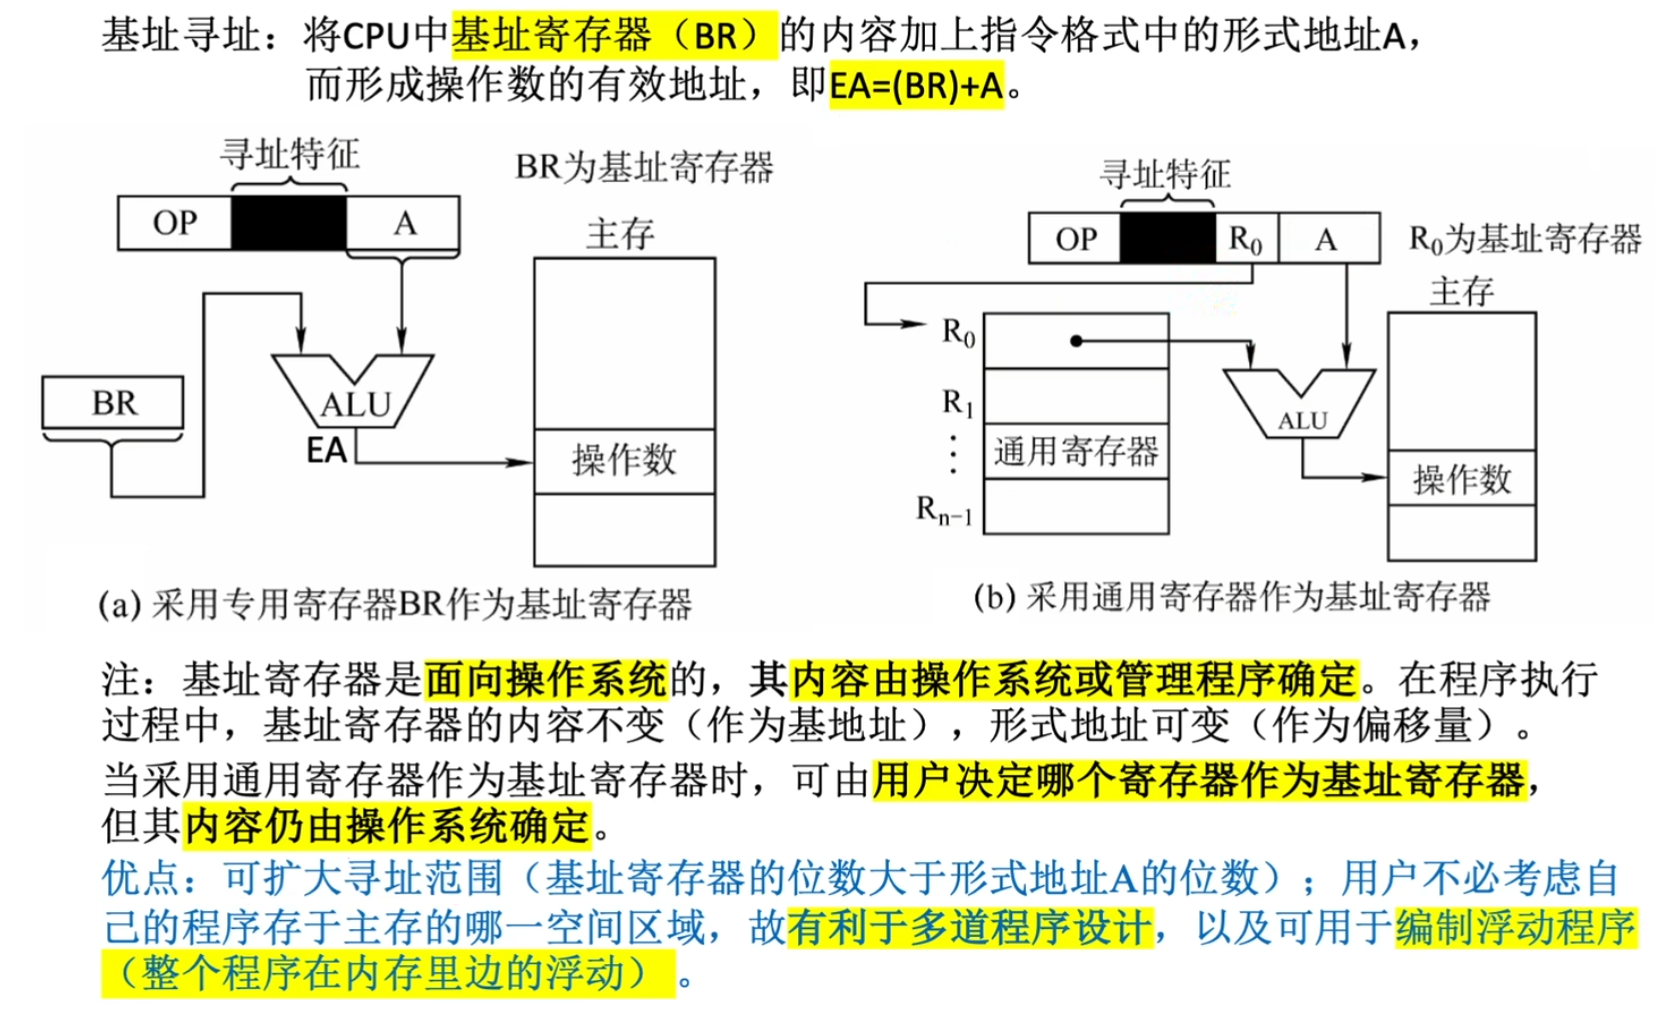 基址寻址：将CPU中基址寄存器（BR）的内容加上指令格式中的形式地址A，
而形成操作数的有效地址，即EA=(BR)+A。
寻址特征
BR为基址寄存器
OP
A
主存
BR
ALU
EA
操作数
(a) 采用专用寄存器BR作为基址寄存器
寻址特征
OP
R0
A
R0为基址寄存器
主存
R0
R1
⋮
通用寄存器
Rn−1
ALU
操作数
(b) 采用通用寄存器作为基址寄存器
注：基址寄存器是面向操作系统的，其内容由操作系统或管理程序确定。在程序执行
过程中，基址寄存器的内容不变（作为基地址），形式地址可变（作为偏移量）。
当采用通用寄存器作为基址寄存器时，可由用户决定哪个寄存器作为基址寄存器，
但其内容仍由操作系统确定。
优点：可扩大寻址范围（基址寄存器的位数大于形式地址A的位数）；用户不必考虑自
己的程序存于主存的哪一空间区域，故有利于多道程序设计，以及可用于编制浮动程序
（整个程序在内存里边的浮动）。